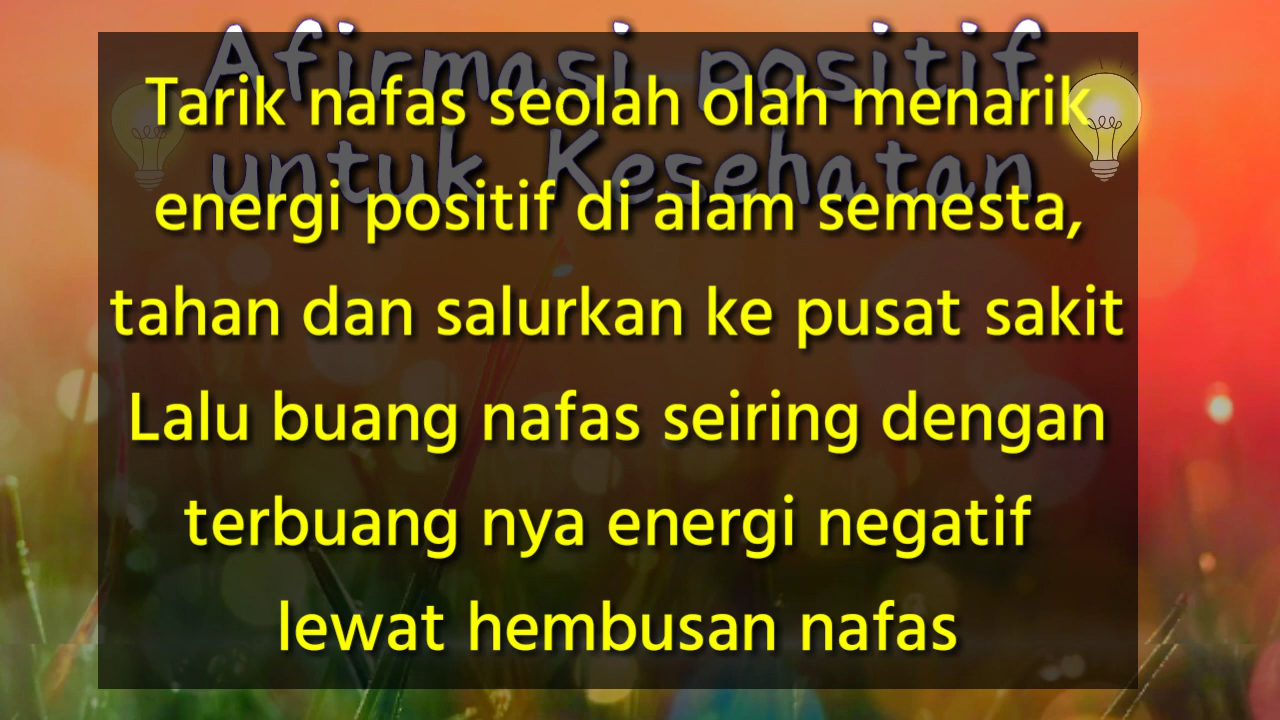 Afirmasi positif
untuk Kesehatan
Tarik nafas seolah olah menarik
energi positif di alam semesta,
tahan dan salurkan ke pusat sakit
Lalu buang nafas seiring dengan
terbuang nya energi negatif
lewat hembusan nafas